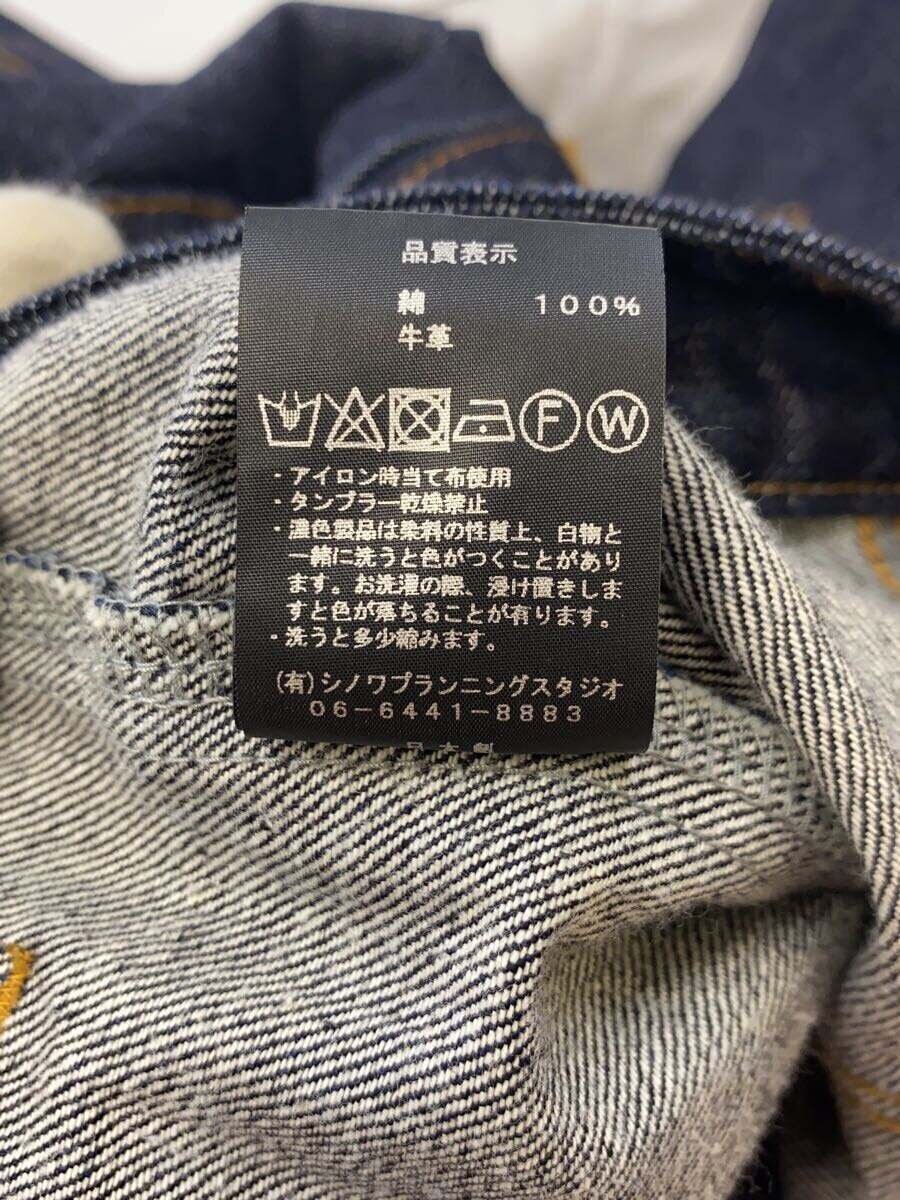 品質表示
綿 100%
牛革
F W
・アイロン時当て布使用
・タンブラー乾燥禁止
・濃色製品は染料の性質上、白物と
一緒に洗うと色がつくことがあり
ます。お洗濯の際、浸け置きしま
すと色が落ちることが有ります。
・洗うと多少縮みます。
(有)シノワプランニングスタジオ
06-6441-8883
日本製